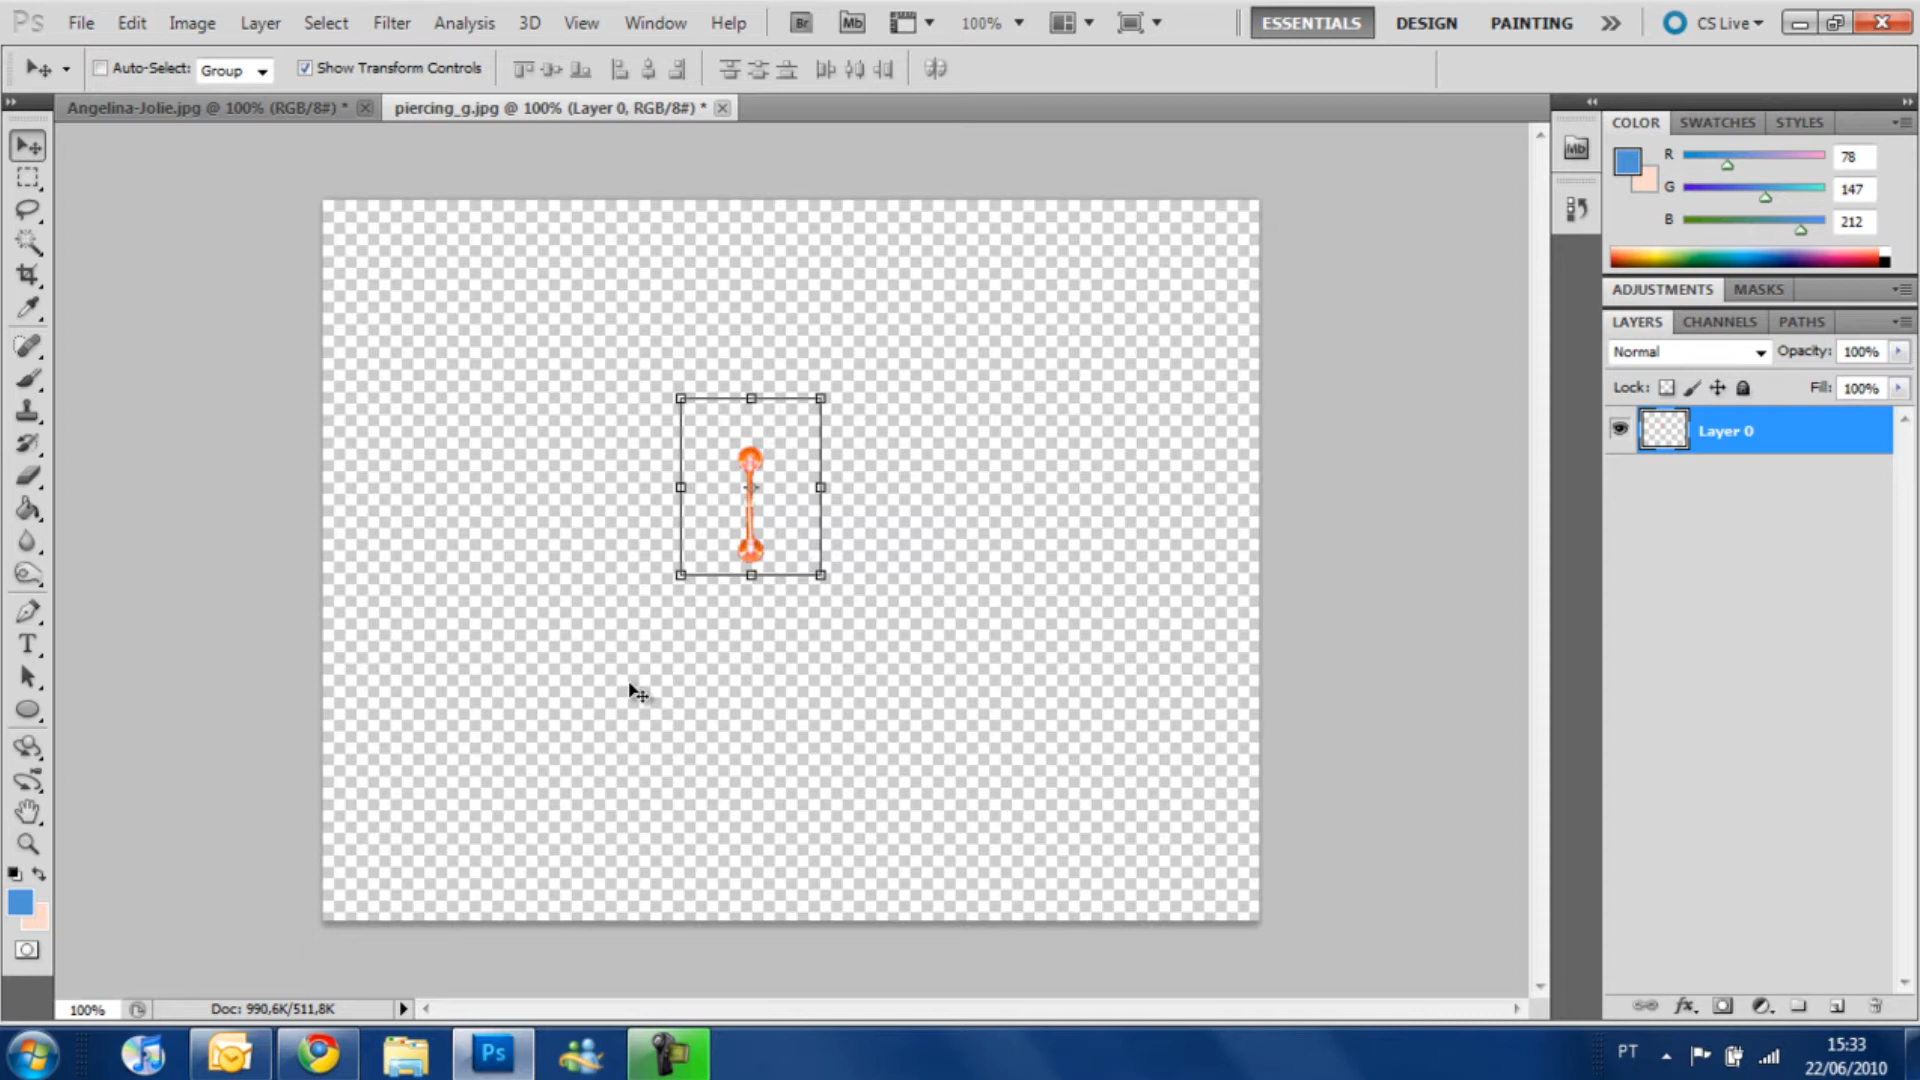 Ps File Edit Image Layer Select Filter Analysis 3D View Window Help Br Mb 100% ESSENTIALS DESIGN PAINTING CS Live
Auto-Select: Group Show Transform Controls
Angelina-Jolie.jpg @ 100% (RGB/8#) * piercing_g.jpg @ 100% (Layer 0, RGB/8#) *
COLOR SWATCHES STYLES
Mb
R 78
G 147
B 212
ADJUSTMENTS MASKS
LAYERS CHANNELS PATHS
Normal Opacity: 100%
Lock: Fill: 100%
Layer 0
T
100% Doc: 990,6K/511,8K
fx
Ps
PT
15:33
22/06/2010